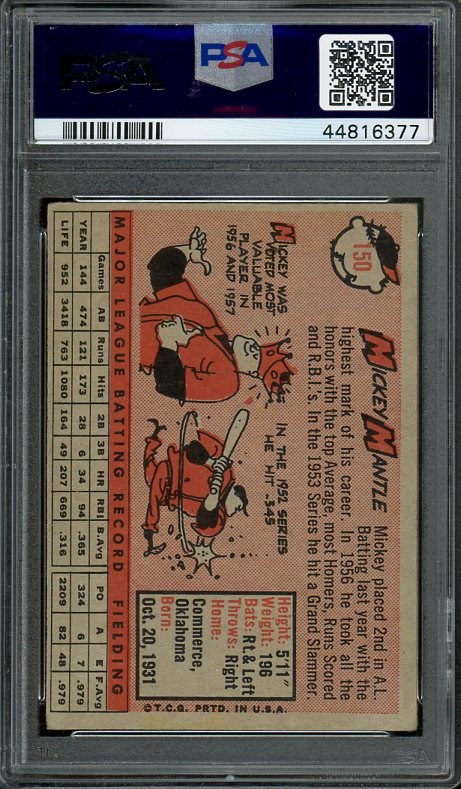 PSA
PSA
44816377
150
MICKEY MANTLE
Mickey placed 2nd in A.L.
Batting last year with the
highest mark of his career. In 1956 he took all the
honors with the top Average, most Homers, Runs Scored
and R.B.I.'s. In the 1953 Series he hit a Grand Slammer.
MICKEY WAS
VOTED MOST
VALUABLE
PLAYER IN
1956 AND 1957
IN THE 1952 SERIES
HE HIT .345
Height: 5'11"
Weight: 196
Bats: Rt. & Left
Throws: Right
Home:
Commerce,
Oklahoma
Born:
Oct. 20, 1931
MAJOR LEAGUE BATTING RECORD FIELDING
Games AB Runs Hits 2B 3B HR RBI B.Avg PO A E F.Avg
YEAR 144 474 121 173 28 6 34 94 .365 324 6 7 .979
LIFE 952 3418 763 1080 164 49 207 669 .316 2209 82 48 .979
©T.C.G. PRTD. IN U.S.A.